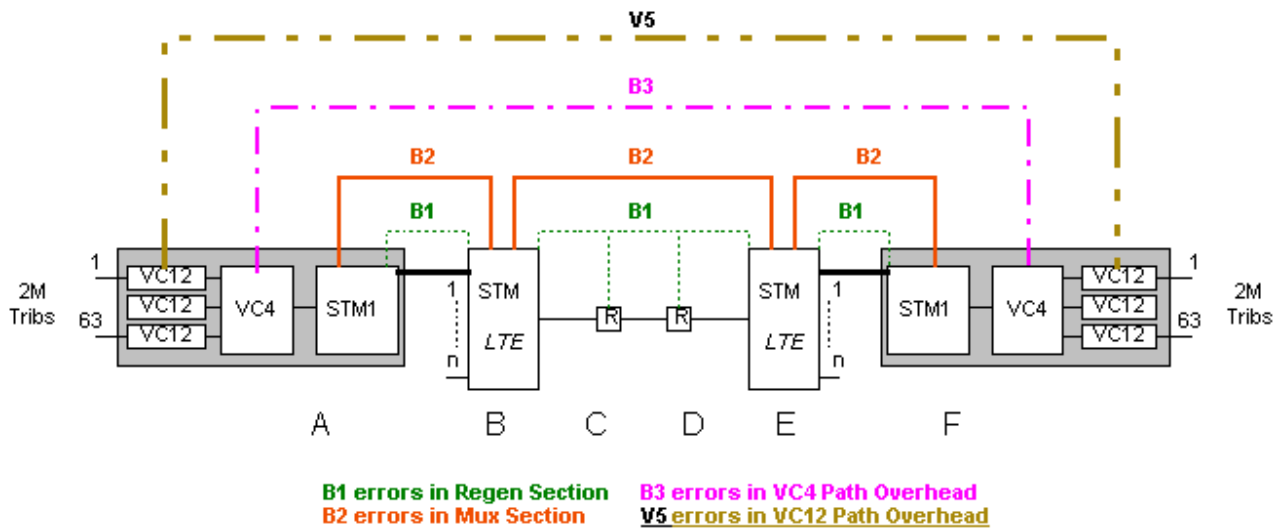 V5
B3
B2 B2 B2
B1 B1 B1
1 VC12 VC4 STM1 STM 1 R R STM 1 STM1 VC4 VC12 1
2M Tribs VC12 VC12 2M Tribs
63 VC12 LTE n LTE n VC12 63
A B C D E F
B1 errors in Regen Section B3 errors in VC4 Path Overhead
B2 errors in Mux Section V5 errors in VC12 Path Overhead